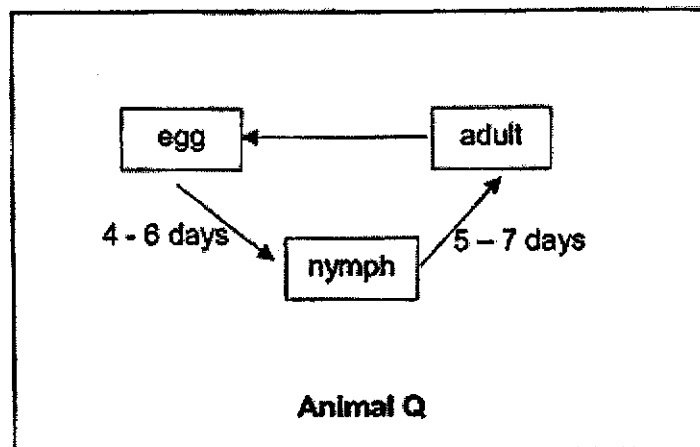 egg
adult
4 - 6 days
5 – 7 days
nymph
Animal Q